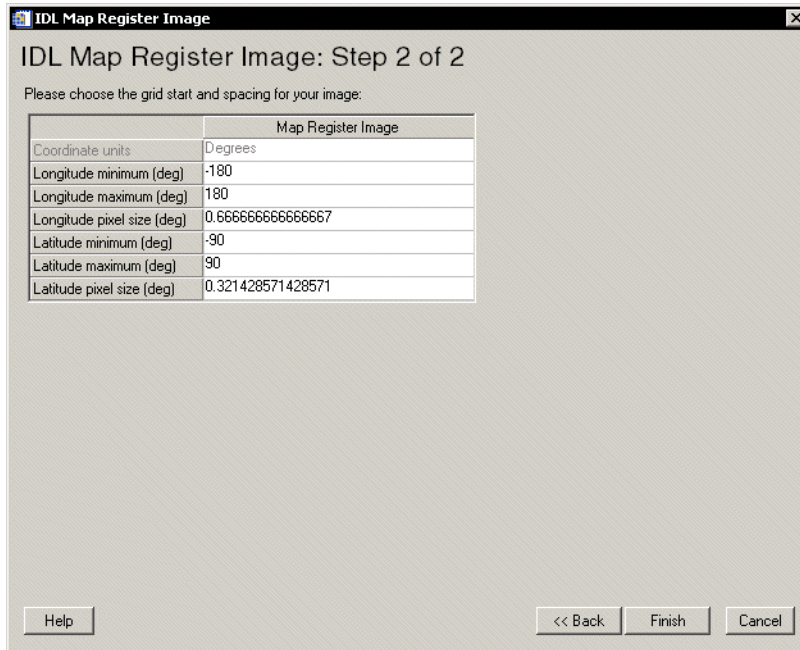 IDL Map Register Image
IDL Map Register Image: Step 2 of 2
Please choose the grid start and spacing for your image:
Map Register Image
Coordinate units Degrees
Longitude minimum (deg) -180
Longitude maximum (deg) 180
Longitude pixel size (deg) 0.666666666666667
Latitude minimum (deg) -90
Latitude maximum (deg) 90
Latitude pixel size (deg) 0.321428571428571
Help << Back Finish Cancel